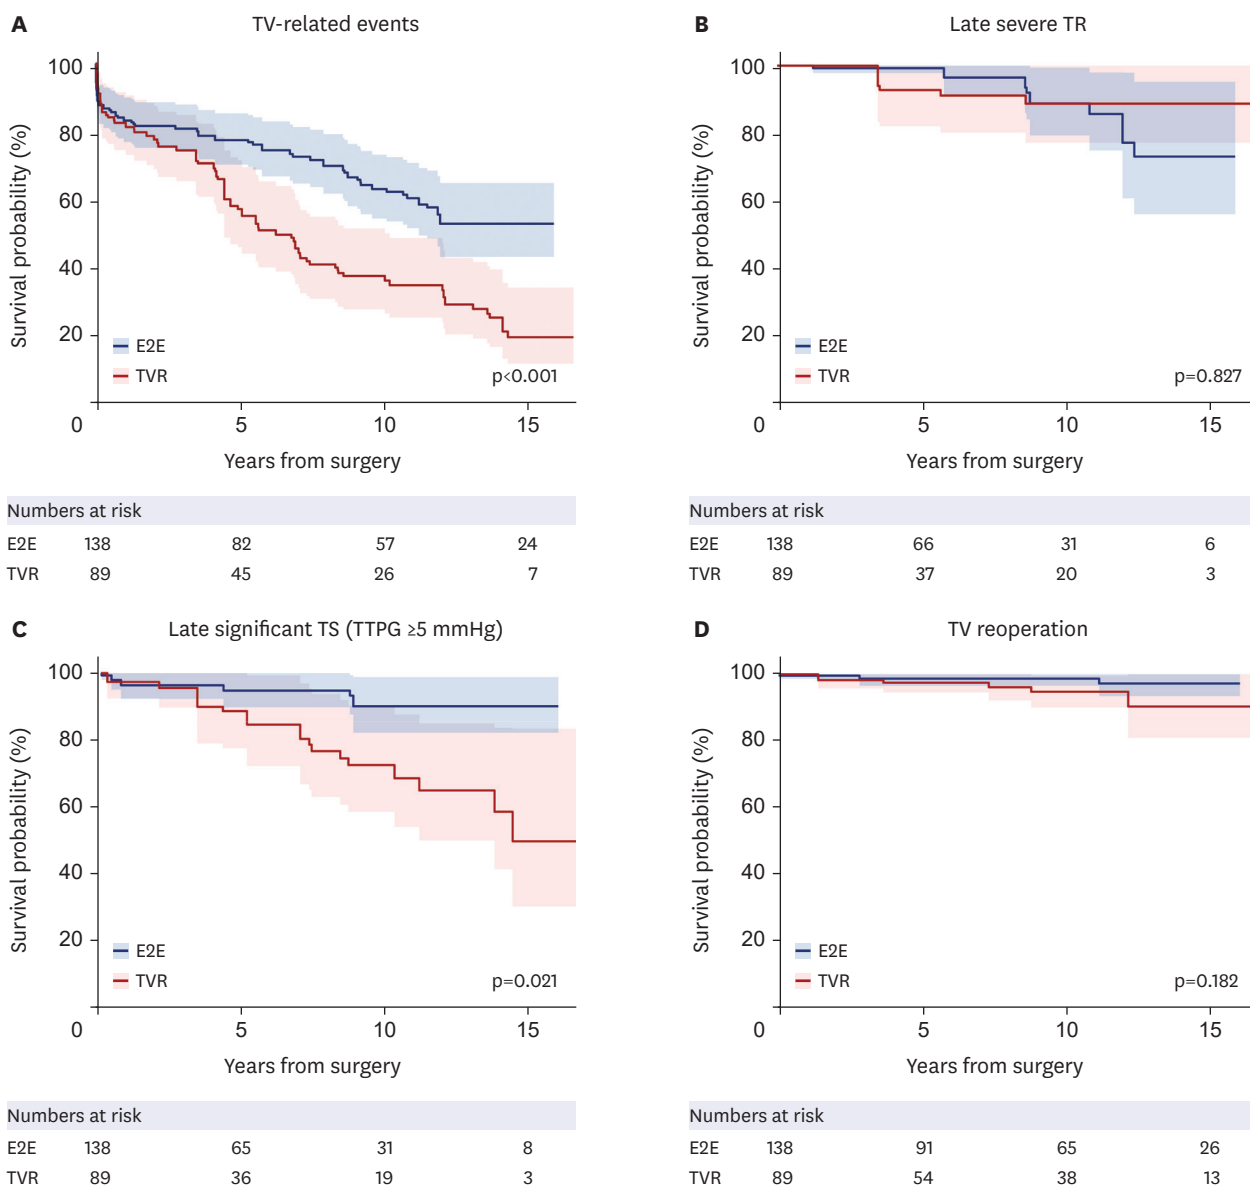 A TV-related events
100
80
60
40
20
0 5 10 15
Survival probability (%)
E2E
TVR
p<0.001
Years from surgery
Numbers at risk
E2E 138 82 57 24
TVR 89 45 26 7
B Late severe TR
100
80
60
40
20
0 5 10 15
Survival probability (%)
E2E
TVR
p=0.827
Years from surgery
Numbers at risk
E2E 138 66 31 6
TVR 89 37 20 3
C Late significant TS (TTPG ≥5 mmHg)
100
80
60
40
20
0 5 10 15
Survival probability (%)
E2E
TVR
p=0.021
Years from surgery
Numbers at risk
E2E 138 65 31 8
TVR 89 36 19 3
D TV reoperation
100
80
60
40
20
0 5 10 15
Survival probability (%)
E2E
TVR
p=0.182
Years from surgery
Numbers at risk
E2E 138 91 65 26
TVR 89 54 38 13